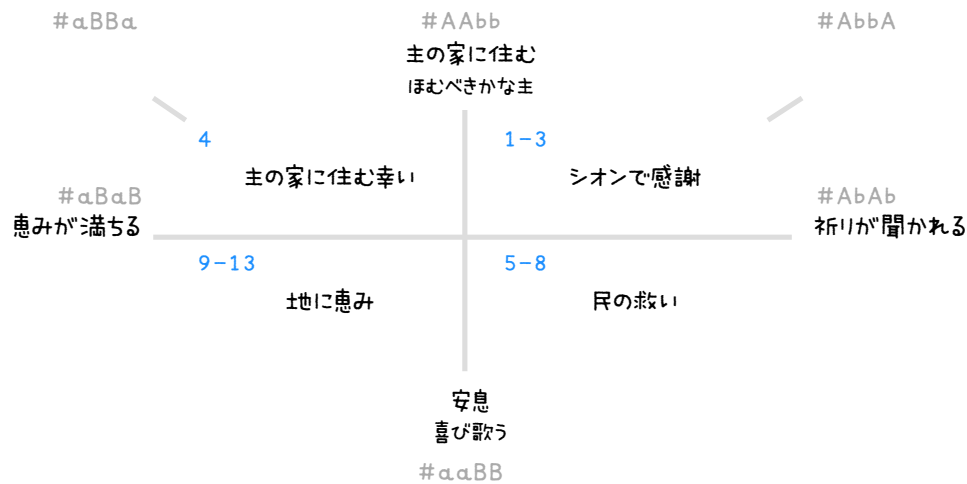 #aBBa
#AAbb
#AbbA
主の家に住む
ほむべきかな主
4
1-3
主の家に住む幸い
シオンで感謝
#aBaB
#AbAb
恵みが満ちる
祈りが聞かれる
9-13
5-8
地に恵み
民の救い
安息
喜び歌う
#aaBB